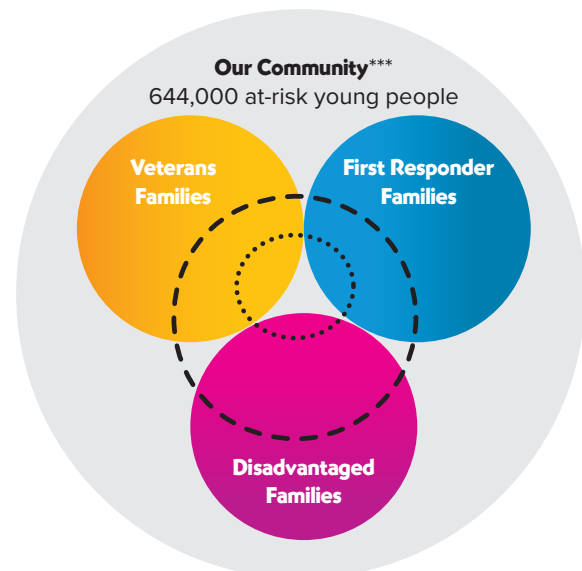 Our Community***
644,000 at-risk young people
Veterans
Families
First Responder
Families
Disadvantaged
Families